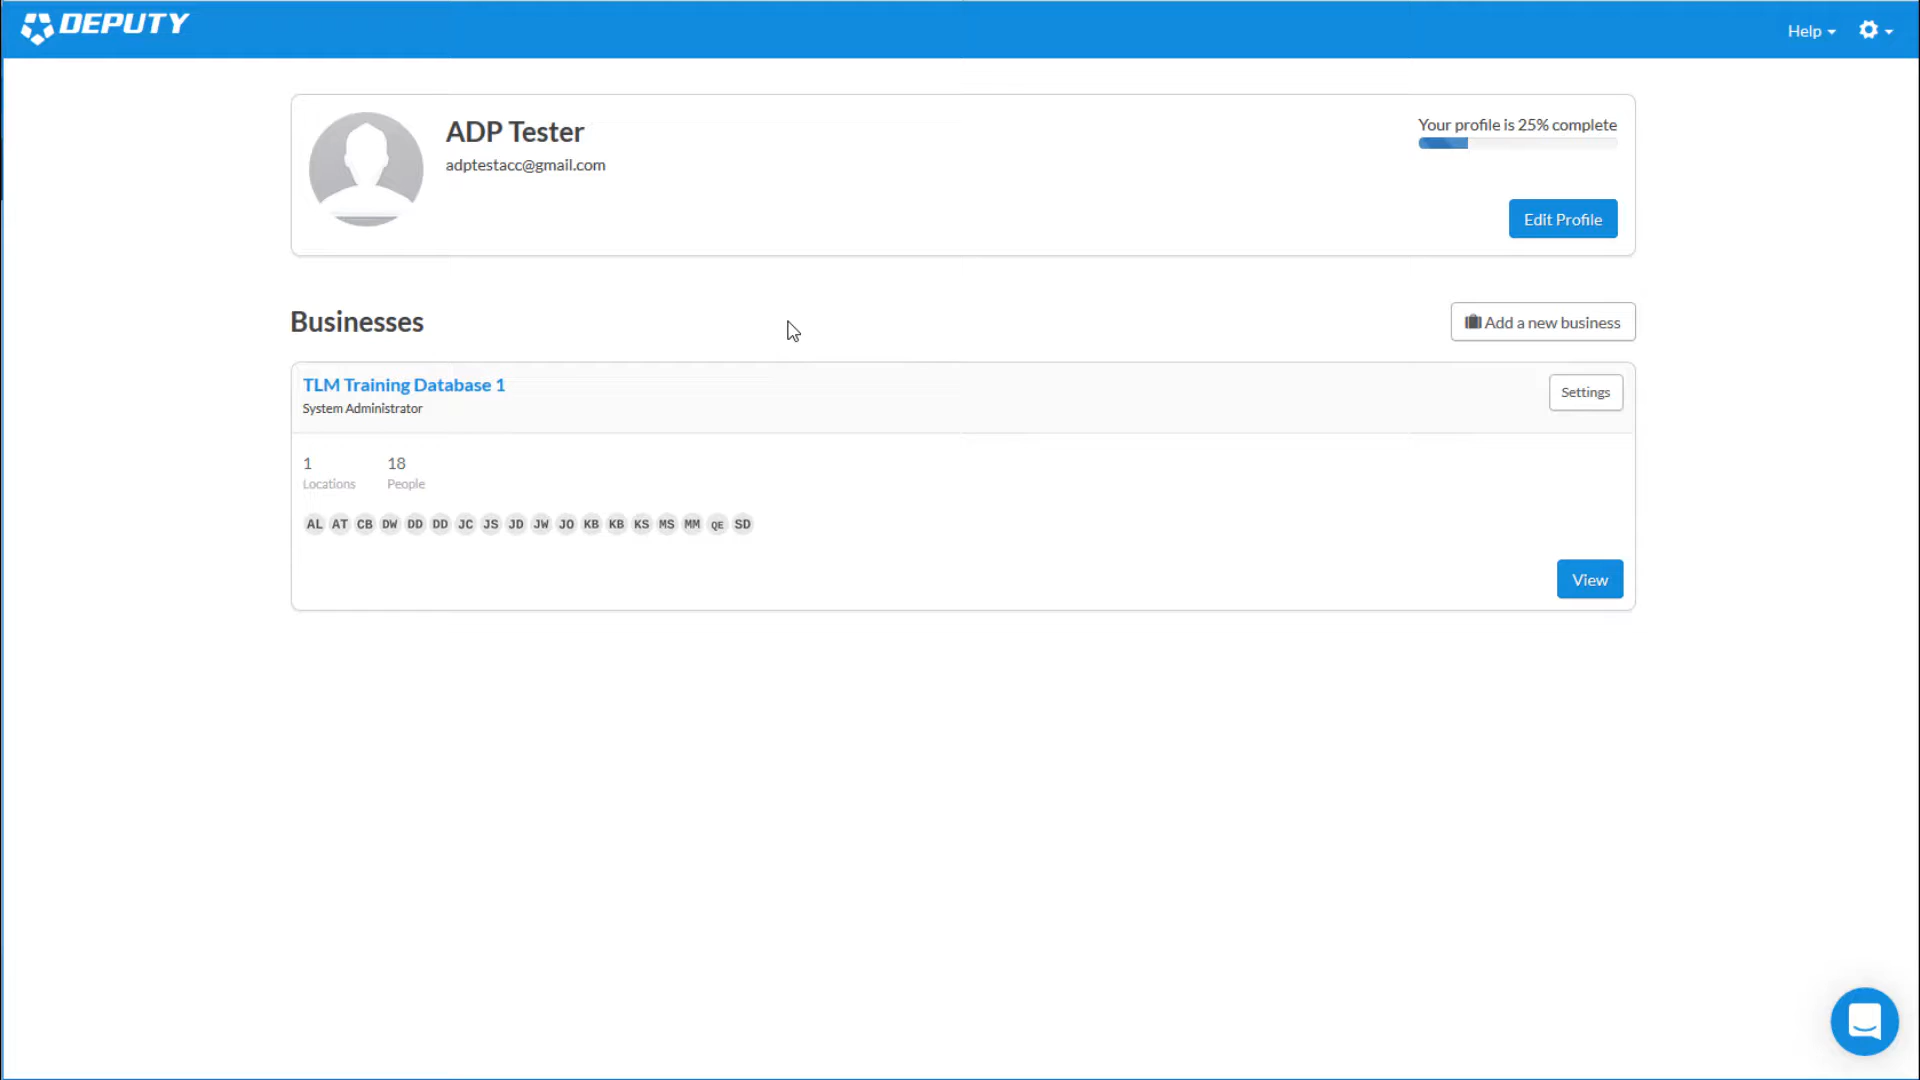 DEPUTY
Help
ADP Tester
adptestacc@gmail.com
Your profile is 25% complete
Edit Profile
Businesses
Add a new business
TLM Training Database 1
System Administrator
Settings
1 18
Locations People
AL AT CB DW DD DD JC JS JD JW JO KB KB KS MS MM QE SD
View